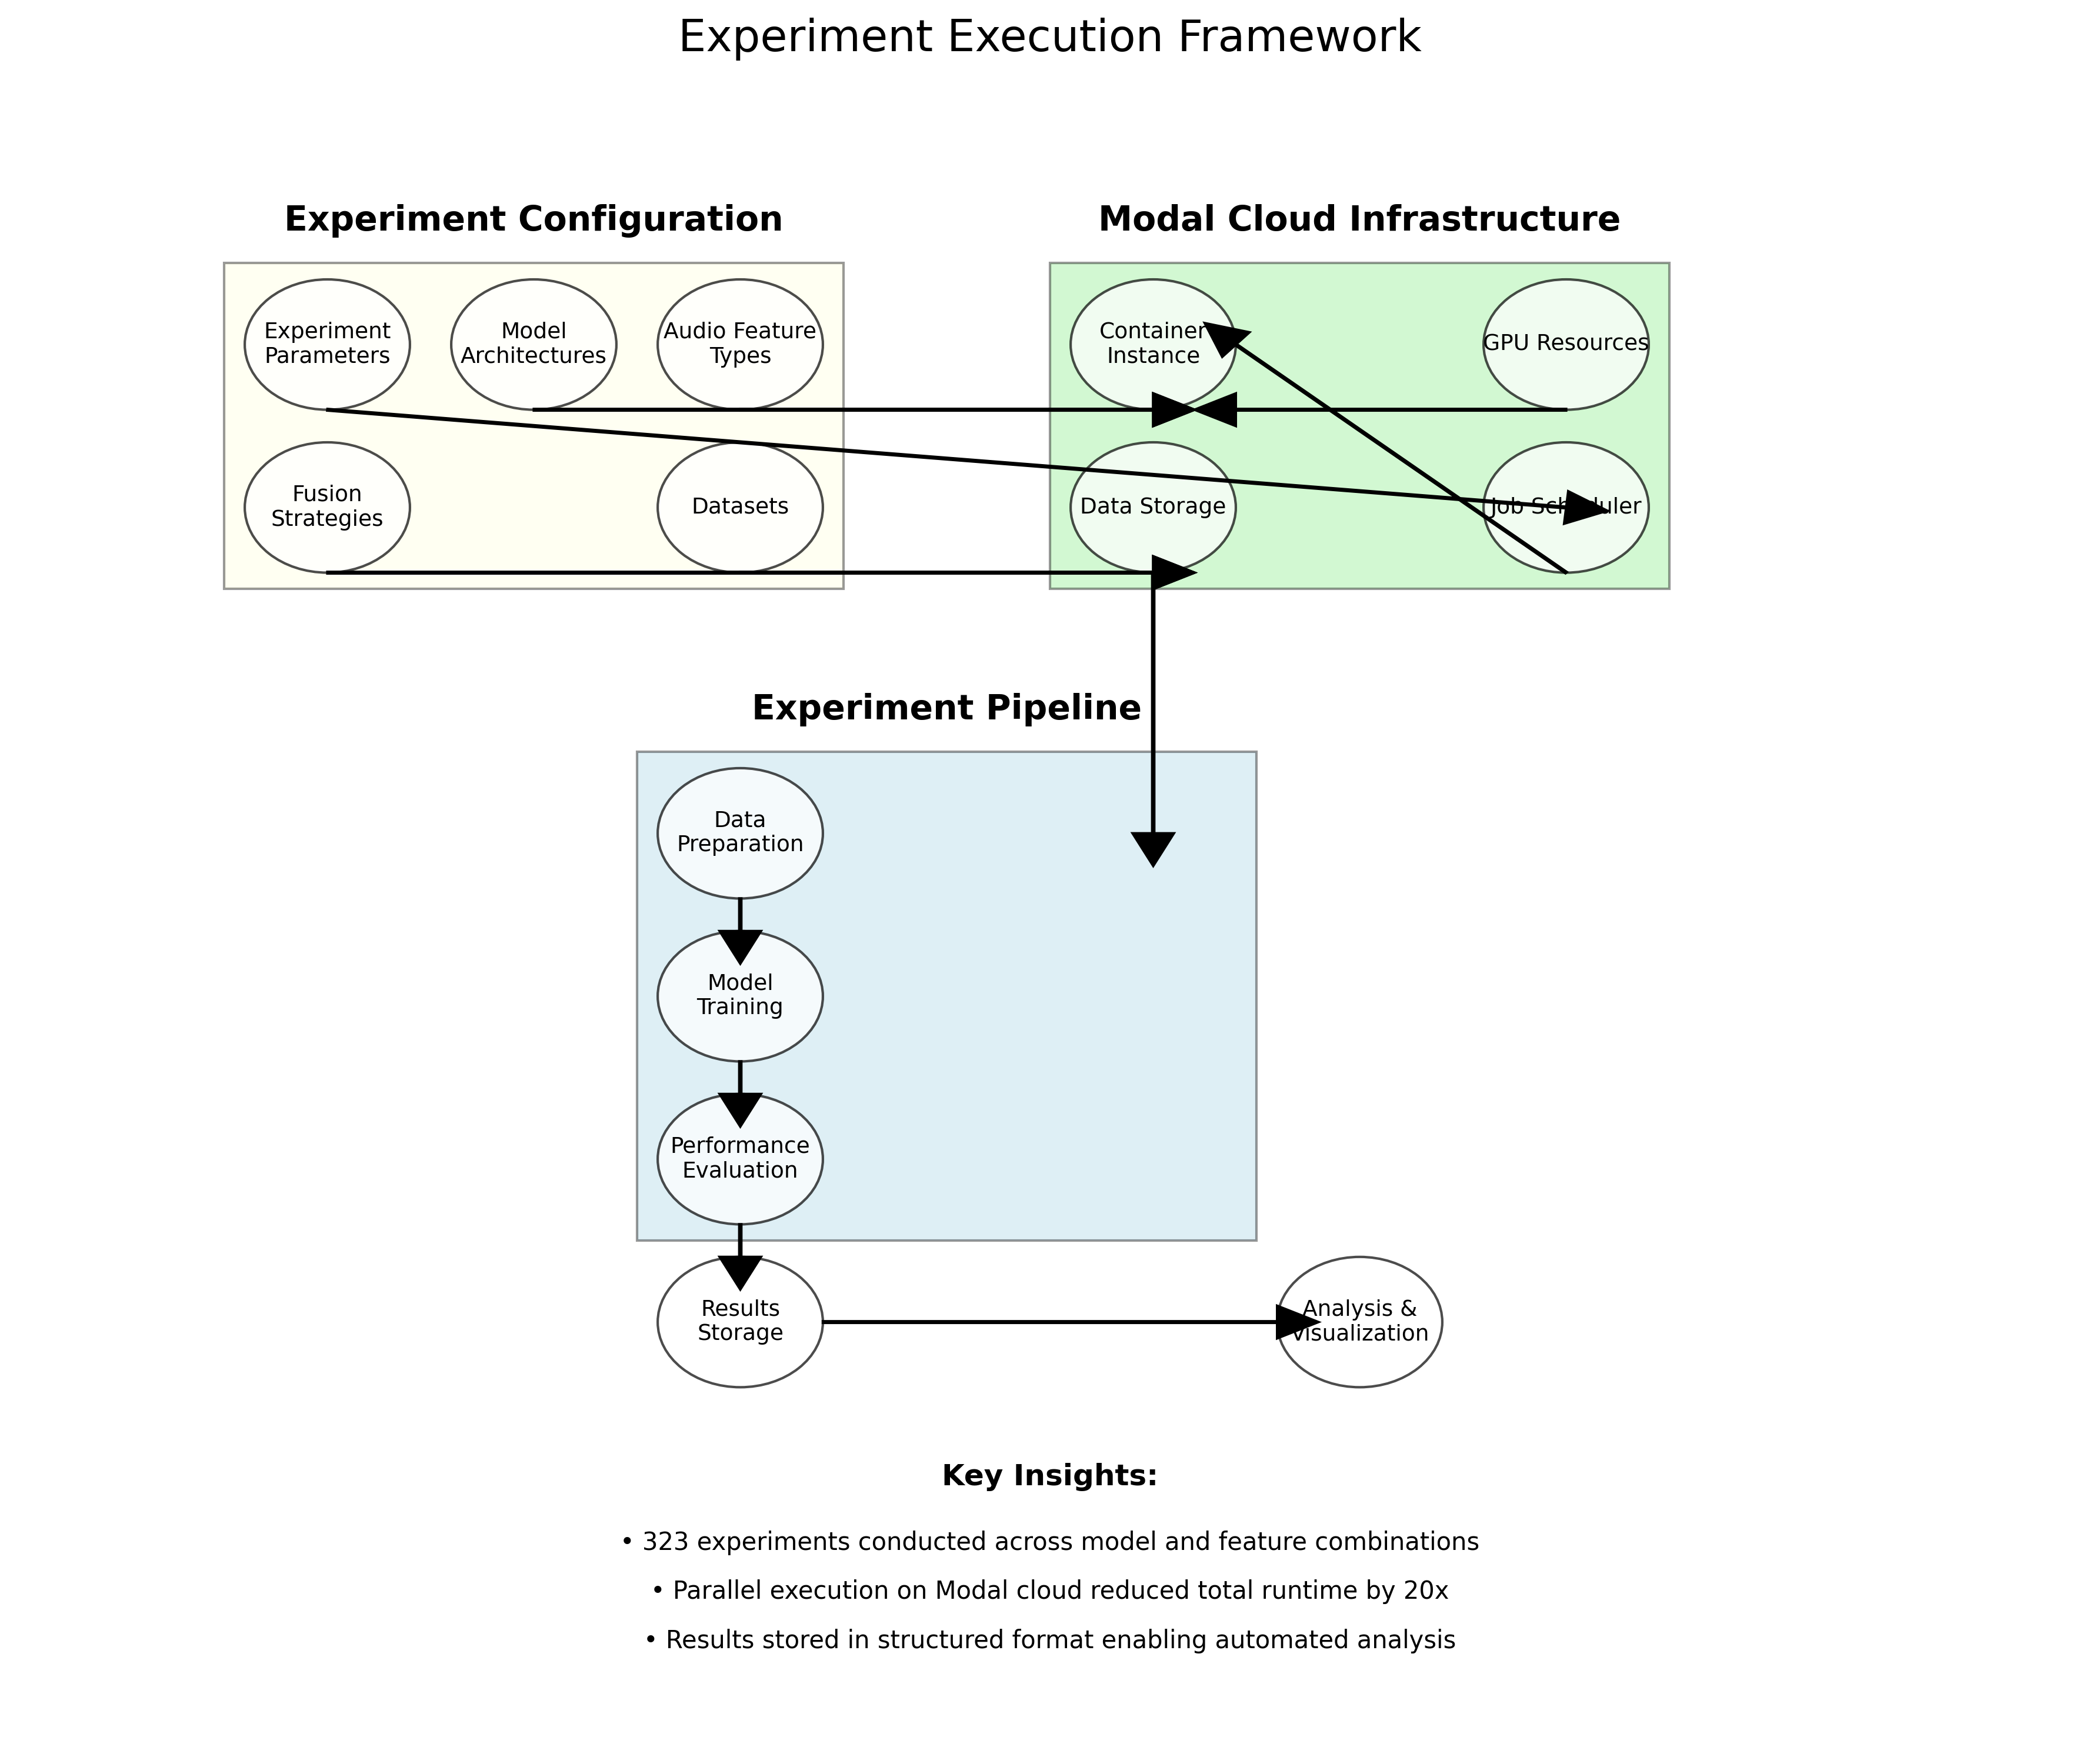 Experiment Execution Framework
Experiment Configuration
Experiment
Parameters
Model
Architectures
Audio Feature
Types
Fusion
Strategies
Datasets
Modal Cloud Infrastructure
Container
Instance
GPU Resources
Data Storage
Job Scheduler
Experiment Pipeline
Data
Preparation
Model
Training
Performance
Evaluation
Results
Storage
Analysis &
Visualization
Key Insights:
• 323 experiments conducted across model and feature combinations
• Parallel execution on Modal cloud reduced total runtime by 20x
• Results stored in structured format enabling automated analysis